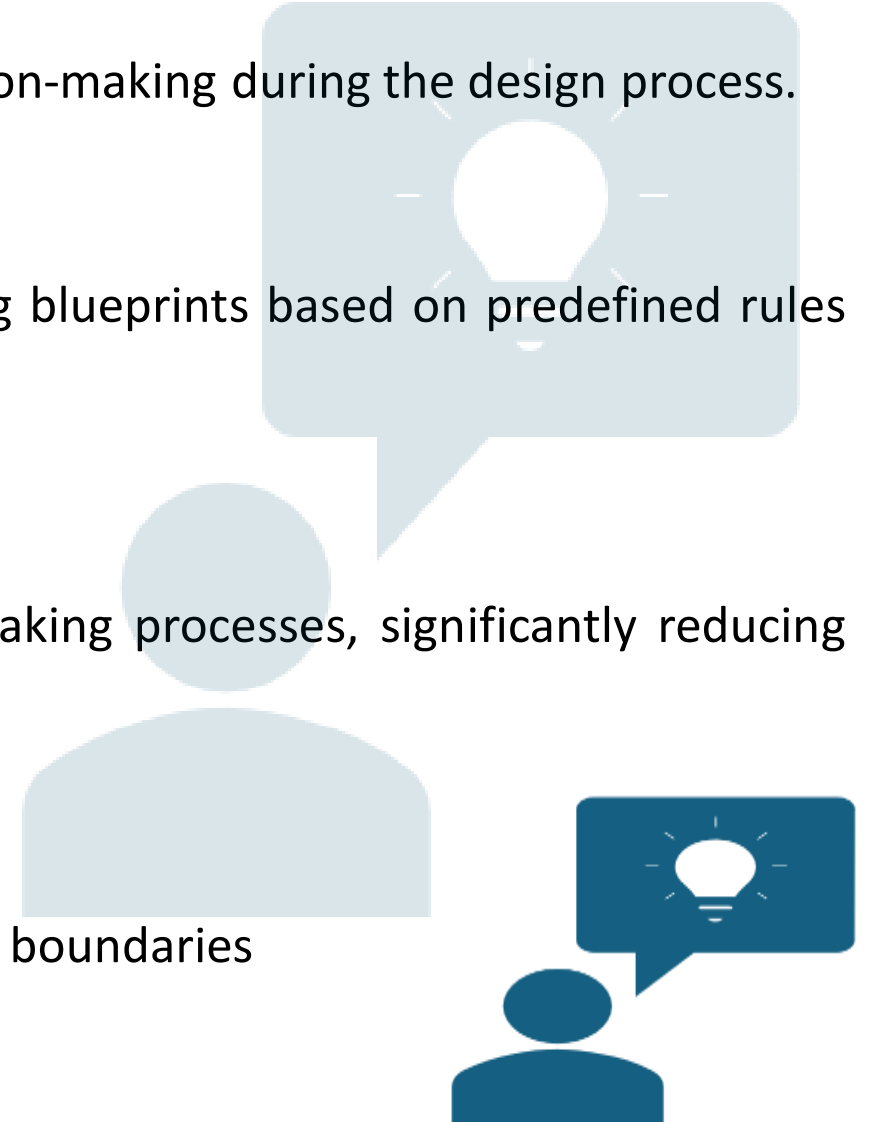 on-making during the design process.
g blueprints based on predefined rules
aking processes, significantly reducing
boundaries